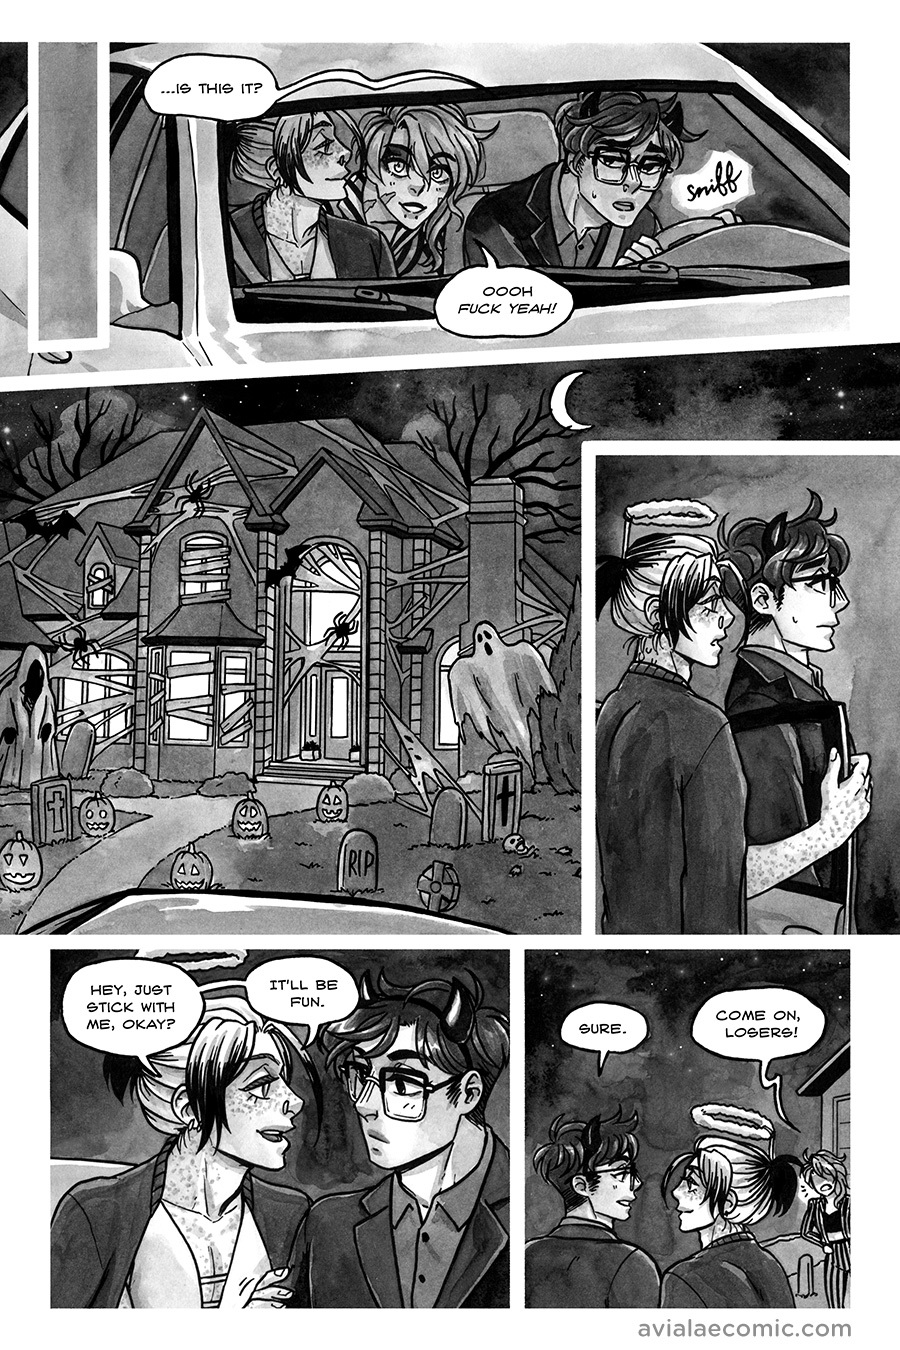 ...IS THIS IT?
sniff
OOOH
FUCK YEAH!
RIP
HEY, JUST
STICK WITH
ME, OKAY?
IT'LL BE
FUN.
SURE.
COME ON,
LOSERS!
avialaecomic.com